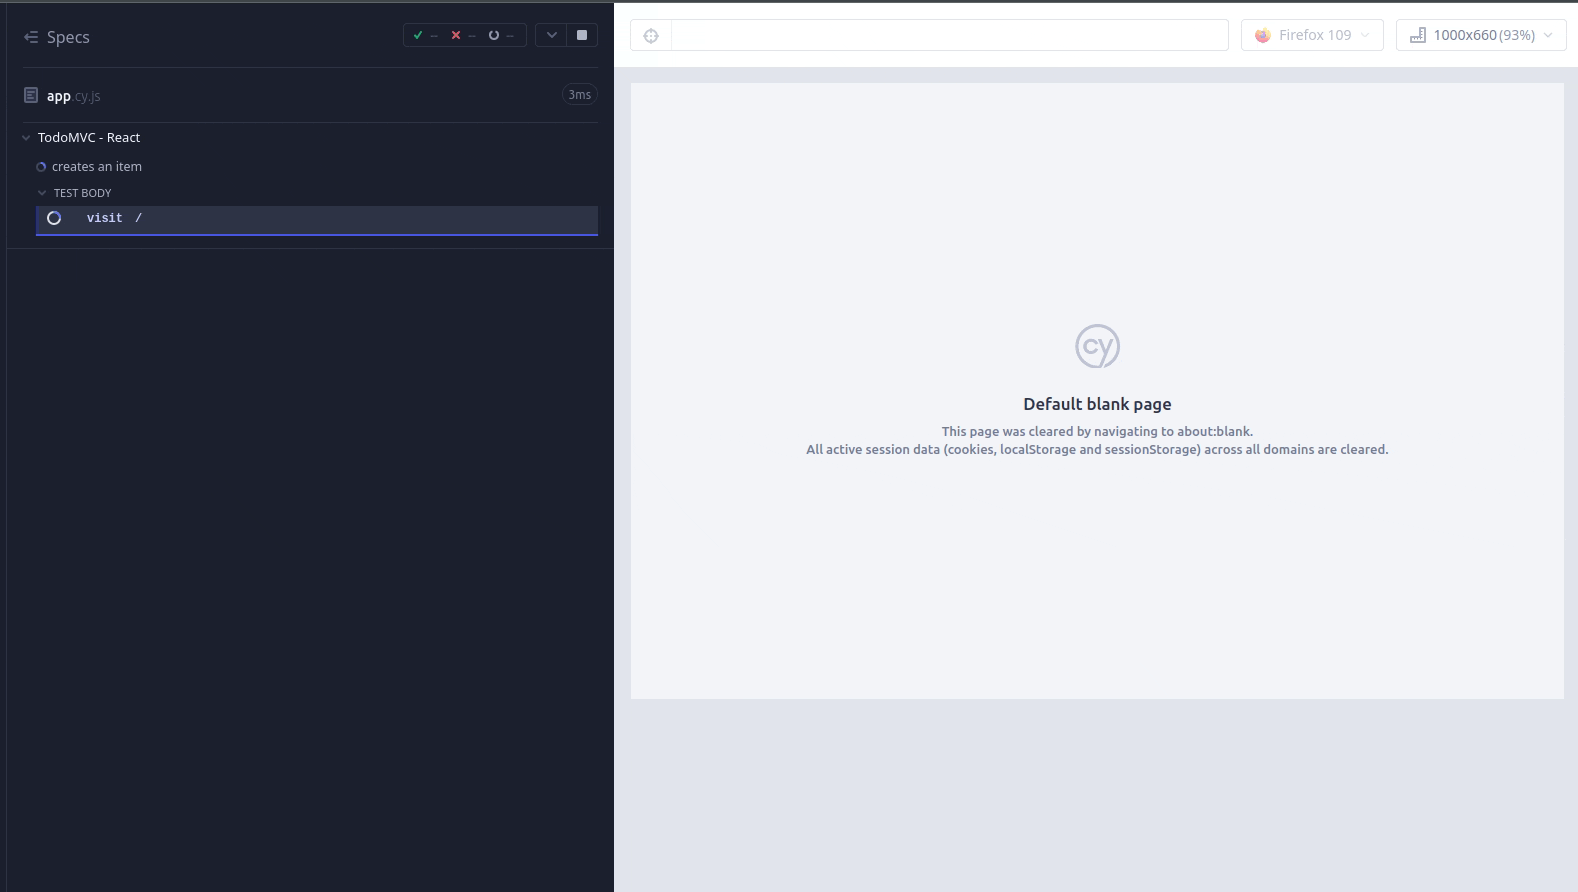 Specs
--
--
--
app.cy.js
3ms
TodoMVC - React
creates an item
TEST BODY
visit /
Firefox 109
1000x660 (93%)
cy
Default blank page
This page was cleared by navigating to about:blank.
All active session data (cookies, localStorage and sessionStorage) across all domains are cleared.